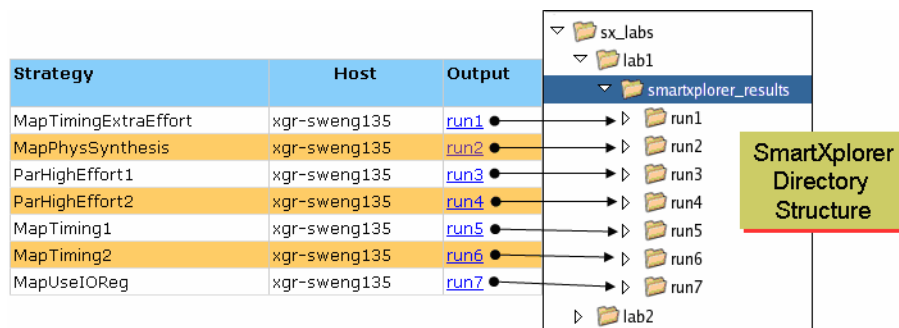 Strategy Host Output
MapTimingExtraEffort xgr-sweng135 run1
MapPhysSynthesis xgr-sweng135 run2
ParHighEffort1 xgr-sweng135 run3
ParHighEffort2 xgr-sweng135 run4
MapTiming1 xgr-sweng135 run5
MapTiming2 xgr-sweng135 run6
MapUseIOReg xgr-sweng135 run7
sx_labs
lab1
smartxplorer_results
run1
run2
run3
run4
run5
run6
run7
lab2
SmartXplorer
Directory
Structure